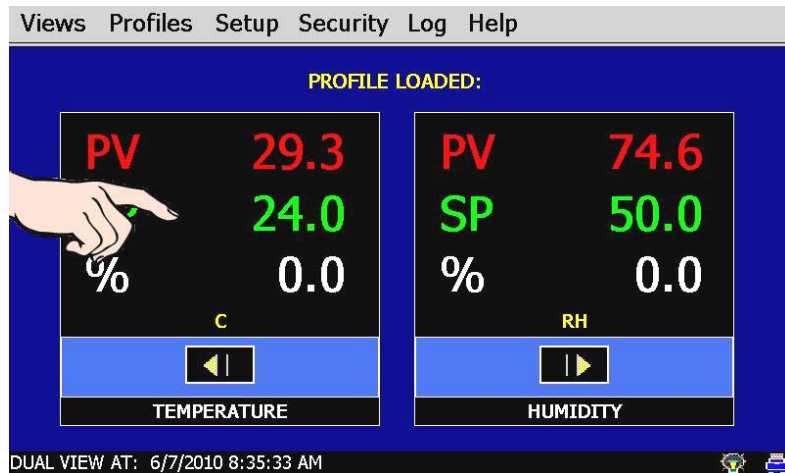 Views Profiles Setup Security Log Help
PROFILE LOADED:
PV 29.3
24.0
% 0.0
C
TEMPERATURE
PV 74.6
SP 50.0
% 0.0
RH
HUMIDITY
DUAL VIEW AT: 6/7/2010 8:35:33 AM